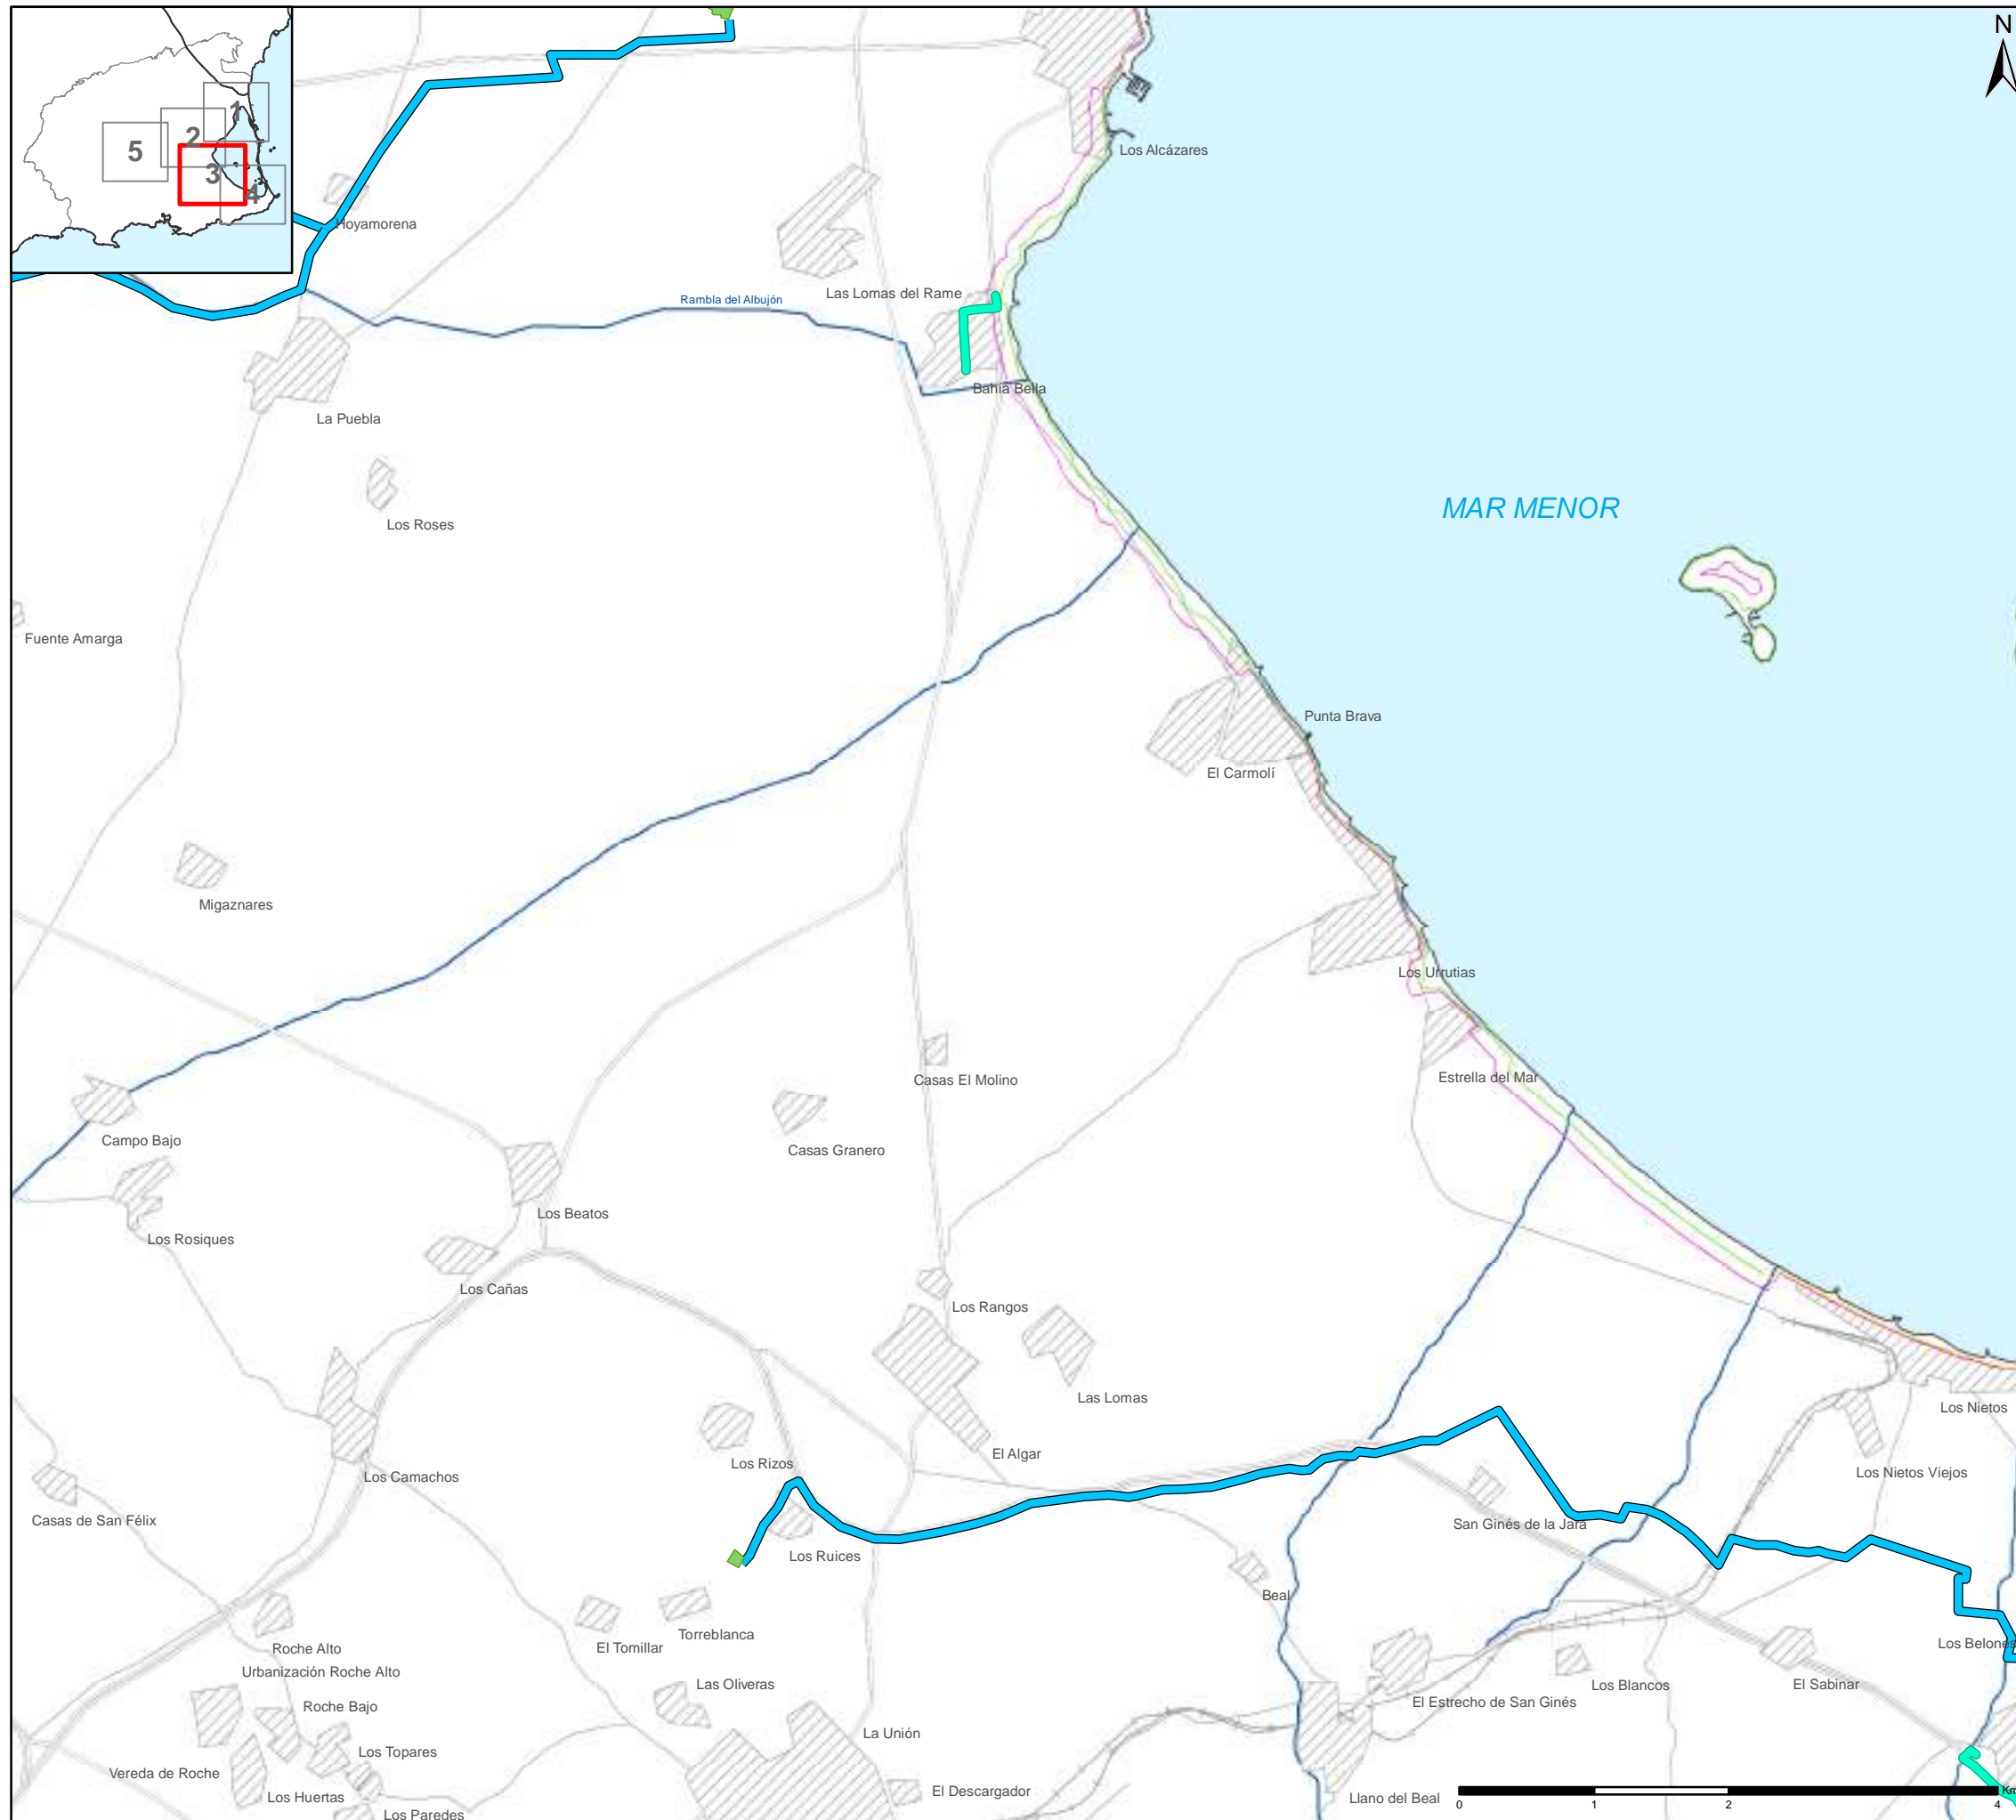 N
1
2
5
3
4
Los Alcázares
Hoyamorena
Las Lomas del Rame
Rambla del Albujón
Bahía Bella
La Puebla
MAR MENOR
Los Roses
Fuente Amarga
Punta Brava
El Carmolí
Migaznares
Los Urrutias
Casas El Molino
Estrella del Mar
Campo Bajo
Casas Granero
Los Beatos
Los Rosiques
Los Cañas
Los Rangos
Las Lomas
Los Nietos
El Algar
Los Rizos
Los Camachos
Los Nietos Viejos
Casas de San Félix
San Ginés de la Jara
Los Ruices
Beal
Torreblanca
El Tomillar
Roche Alto
Los Belones
Urbanización Roche Alto
Las Oliveras
Los Blancos
El Sabinar
El Estrecho de San Ginés
Roche Bajo
La Unión
Los Topares
Vereda de Roche
El Descargador
Los Huertas
Llano del Beal
Km
0 1 2 4
Los Paredes